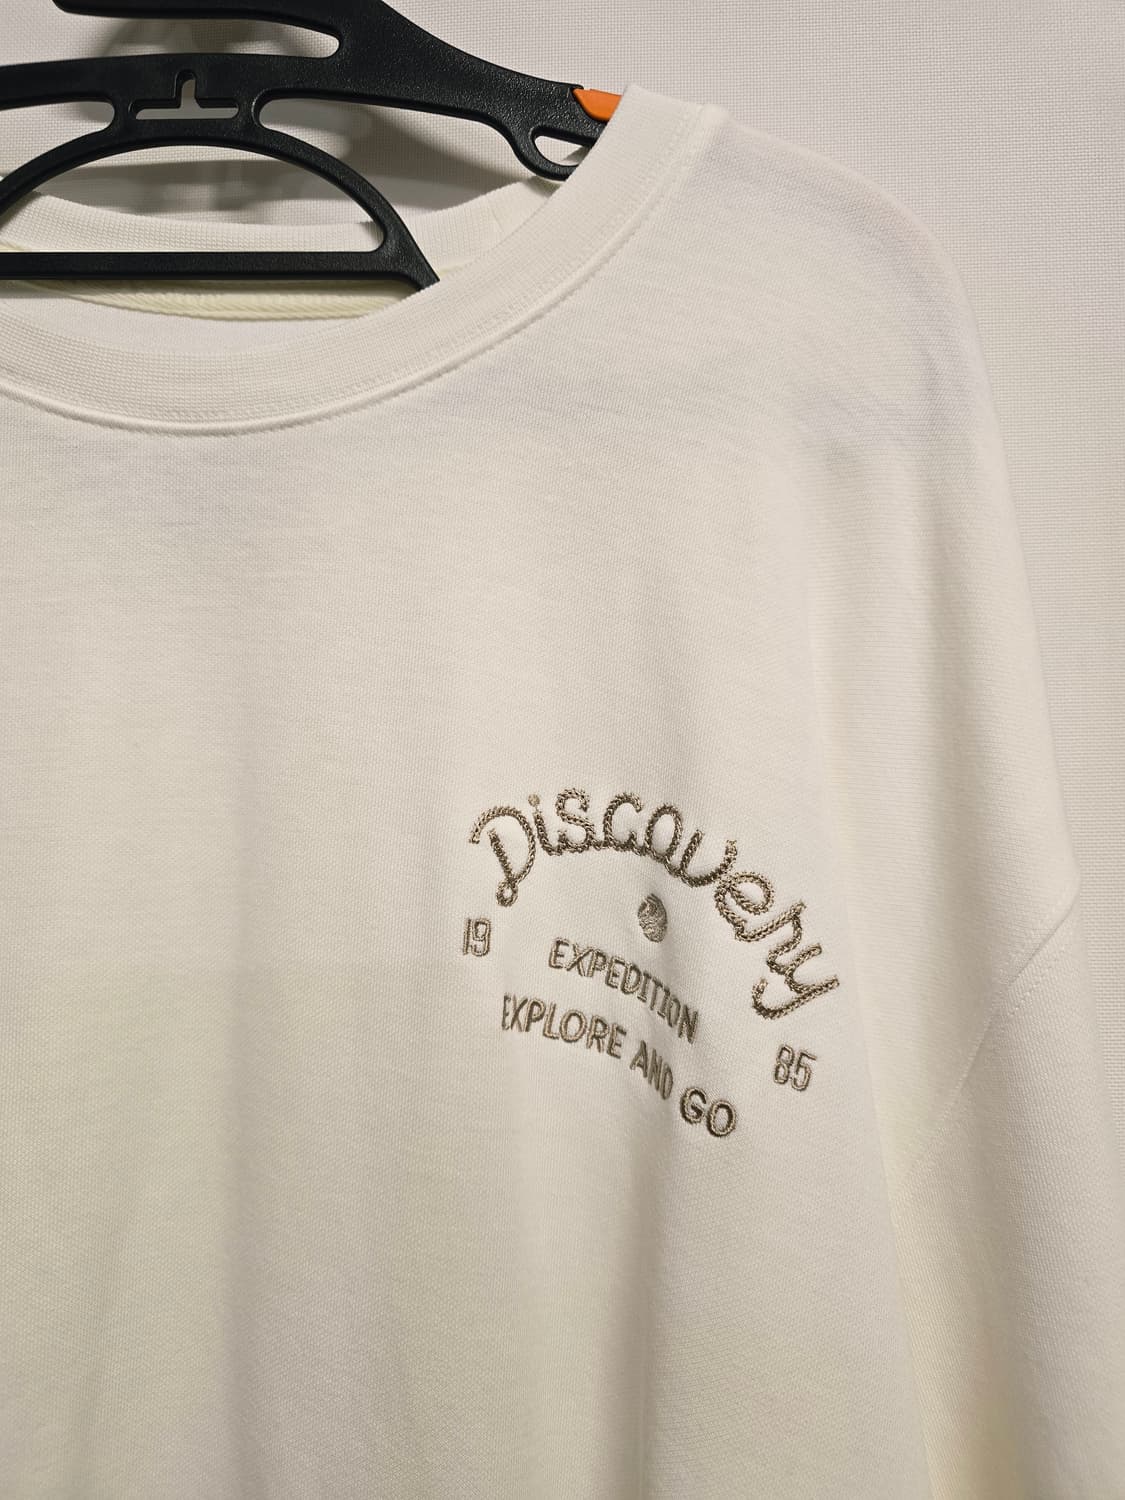 Discovery
19 85
EXPEDITION
EXPLORE AND GO